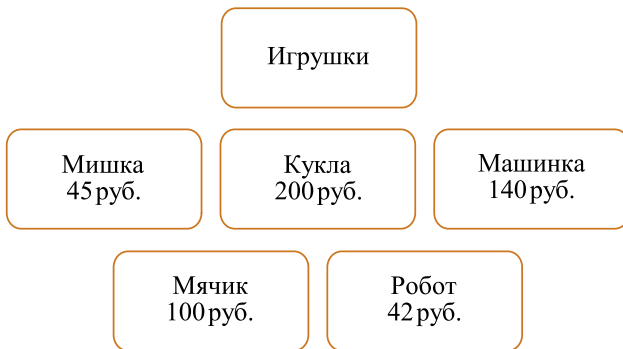 Игрушки
Мишка
45 руб.
Кукла
200 руб.
Машинка
140 руб.
Мячик
100 руб.
Робот
42 руб.